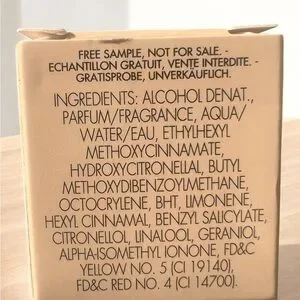 FREE SAMPLE, NOT FOR SALE. -
ECHANTILLON GRATUIT, VENTE INTERDITE. -
GRATISPROBE, UNVERKÄUFLICH.
INGREDIENTS: ALCOHOL DENAT.,
PARFUM/FRAGRANCE, AQUA/
WATER/EAU, ETHYLHEXYL
METHOXYCINNAMATE,
HYDROXYCITRONELLAL, BUTYL
METHOXYDIBENZOYLMETHANE,
OCTOCRYLENE, BHT, LIMONENE,
HEXYL CINNAMAL, BENZYL SALICYLATE,
CITRONELLOL, LINALOOL, GERANIOL,
ALPHA-ISOMETHYL IONONE, FD&C
YELLOW NO. 5 (CI 19140),
FD&C RED NO. 4 (CI 14700).